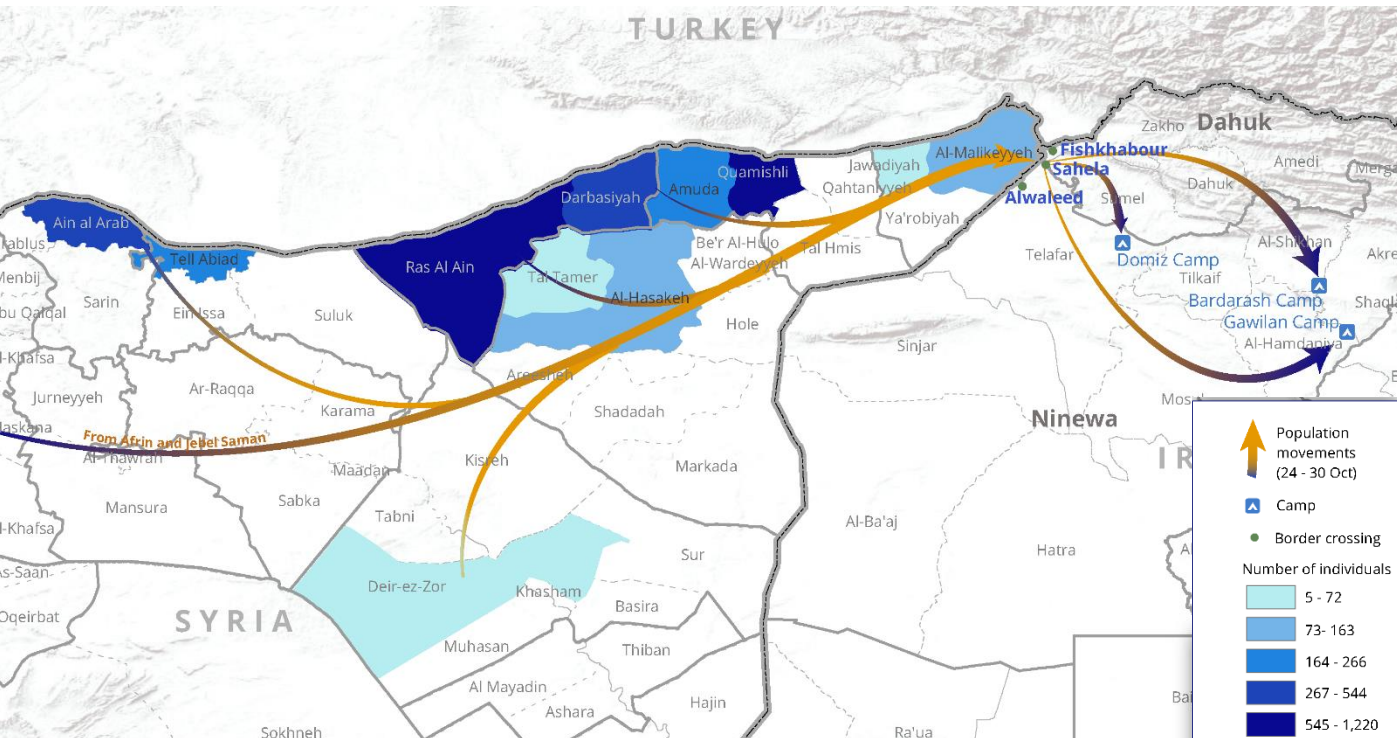 TURKEY
Zakho
Dahuk
Fishkhabour
Al-Malikeyyeh
Jawadiyah
Amedi
Sahela
Quamishli
Qahtaniyyeh
Dahuk
Amuda
Darbasiyah
Alwaleed
Sumel
Ain al Arab
Ya'robiyah
Be'r Al-Hulo
Al-Wardeyyeh
Tal Hmis
Al-Shikhan
Telafar
Domiz Camp
Tell Abiad
Ras Al Ain
Tal Tamer
Tilkaif
Sarin
Al-Hasakeh
Bardarash Camp
Ein Issa
Suluk
Hole
Gawilan Camp
Sinjar
Al-Hamdaniya
Areesheh
Ar-Raqqa
Jurneyyeh
Karama
Shadadah
Ninewa
From Afrin and Jebel Saman
Al-Thawrah
Kisreh
Maadan
Markada
Mansura
Sabka
Tabni
Al-Ba'aj
Hatra
Sur
Deir-ez-Zor
Khasham
Basira
SYRIA
Muhasan
Thiban
Al Mayadin
Ashara
Hajin
Sokhneh
Ra'ua
Population
movements
(24 - 30 Oct)
Camp
Border crossing
Number of individuals
5 - 72
73- 163
164 - 266
267 - 544
545 - 1,220